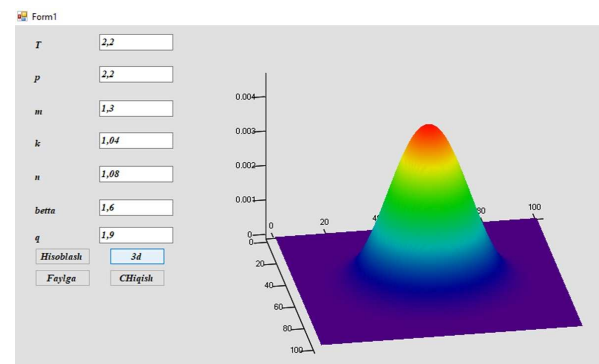 Form1
T 2,2
p 2,2
m 1,3
k 1,04
n 1,08
betta 1,6
q 1,9
Hisoblash 3d
Faylga CHiqish
0.004
0.003
0.002
0.001
0
0 20 80 100
0
20
40
60
80
100